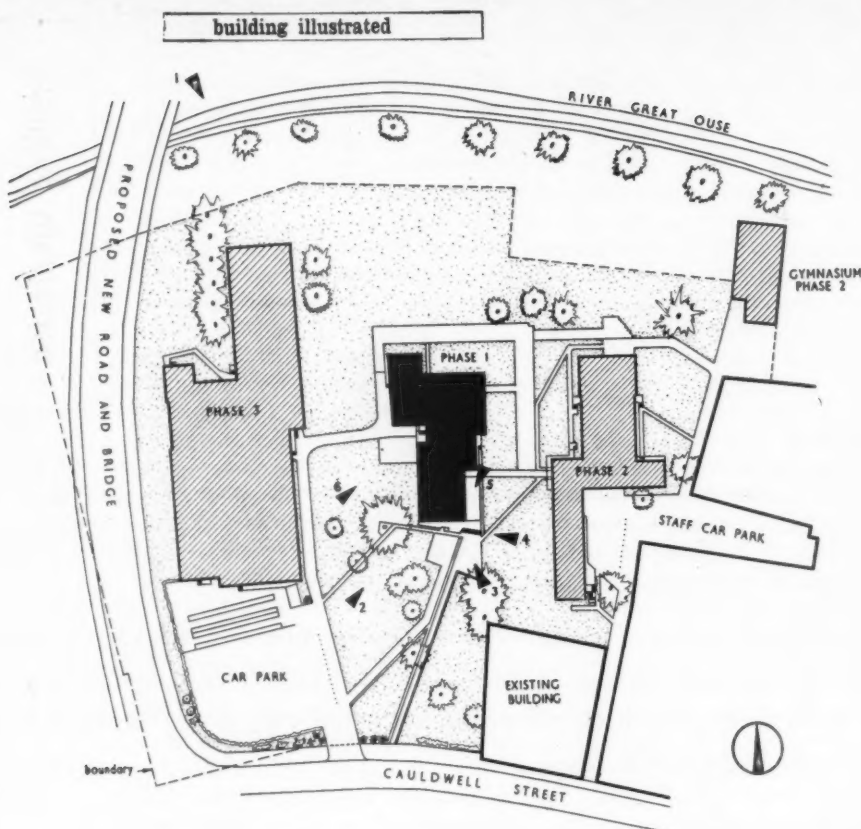 building illustrated
1
RIVER GREAT OUSE
PROPOSED NEW ROAD AND BRIDGE
GYMNASIUM
PHASE 2
PHASE 1
PHASE 3
PHASE 2
6
5
4
STAFF CAR PARK
2
3
CAR PARK
EXISTING
BUILDING
boundary
CAULDWELL STREET